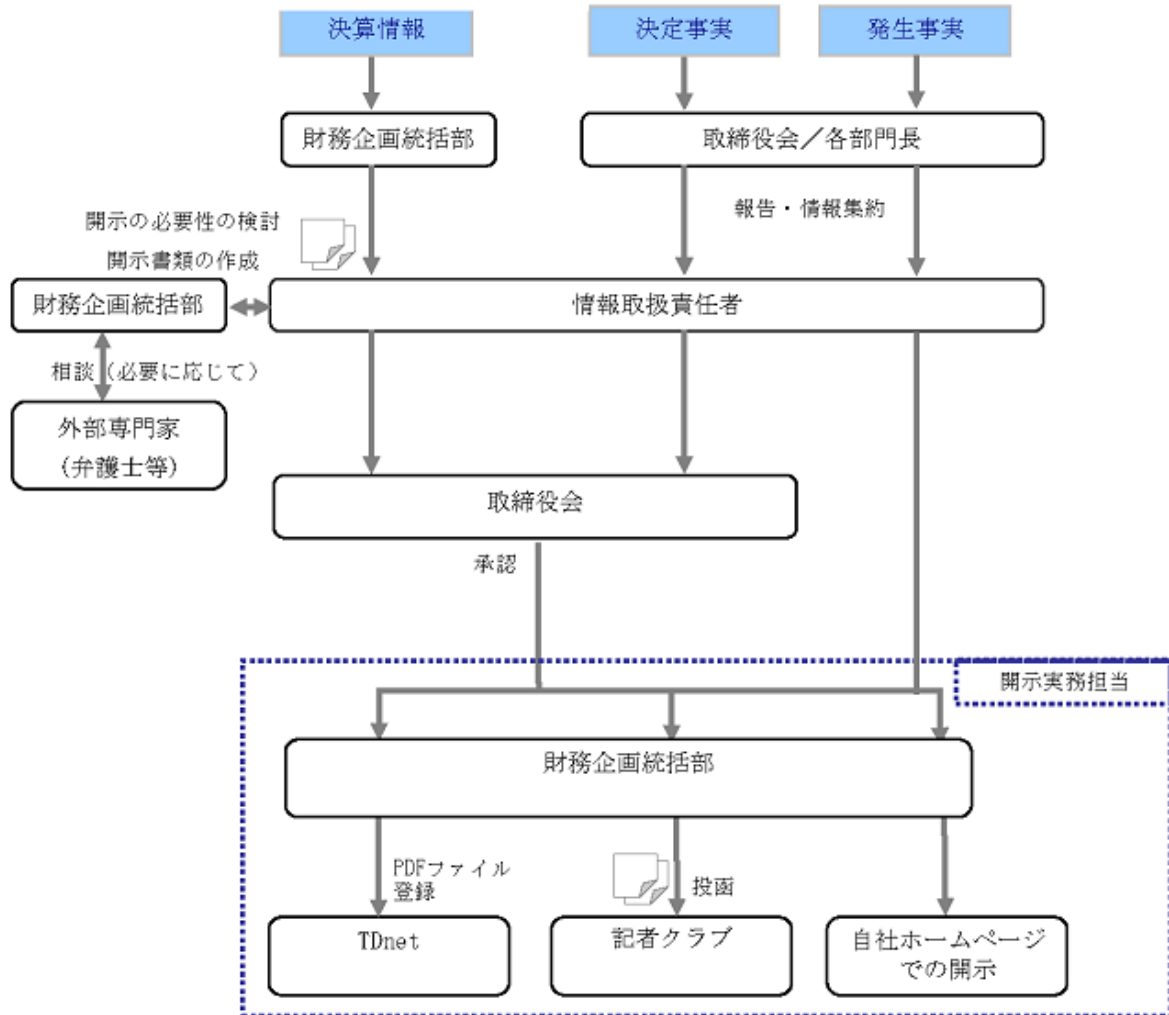 決算情報
決定事実
発生事実
財務企画統括部
取締役会／各部門長
報告・情報集約
開示の必要性の検討
開示書類の作成
財務企画統括部
情報取扱責任者
相談（必要に応じて）
外部専門家
(弁護士等)
取締役会
承認
開示実務担当
財務企画統括部
PDFファイル
登録
投函
TDnet
記者クラブ
自社ホームページ
での開示